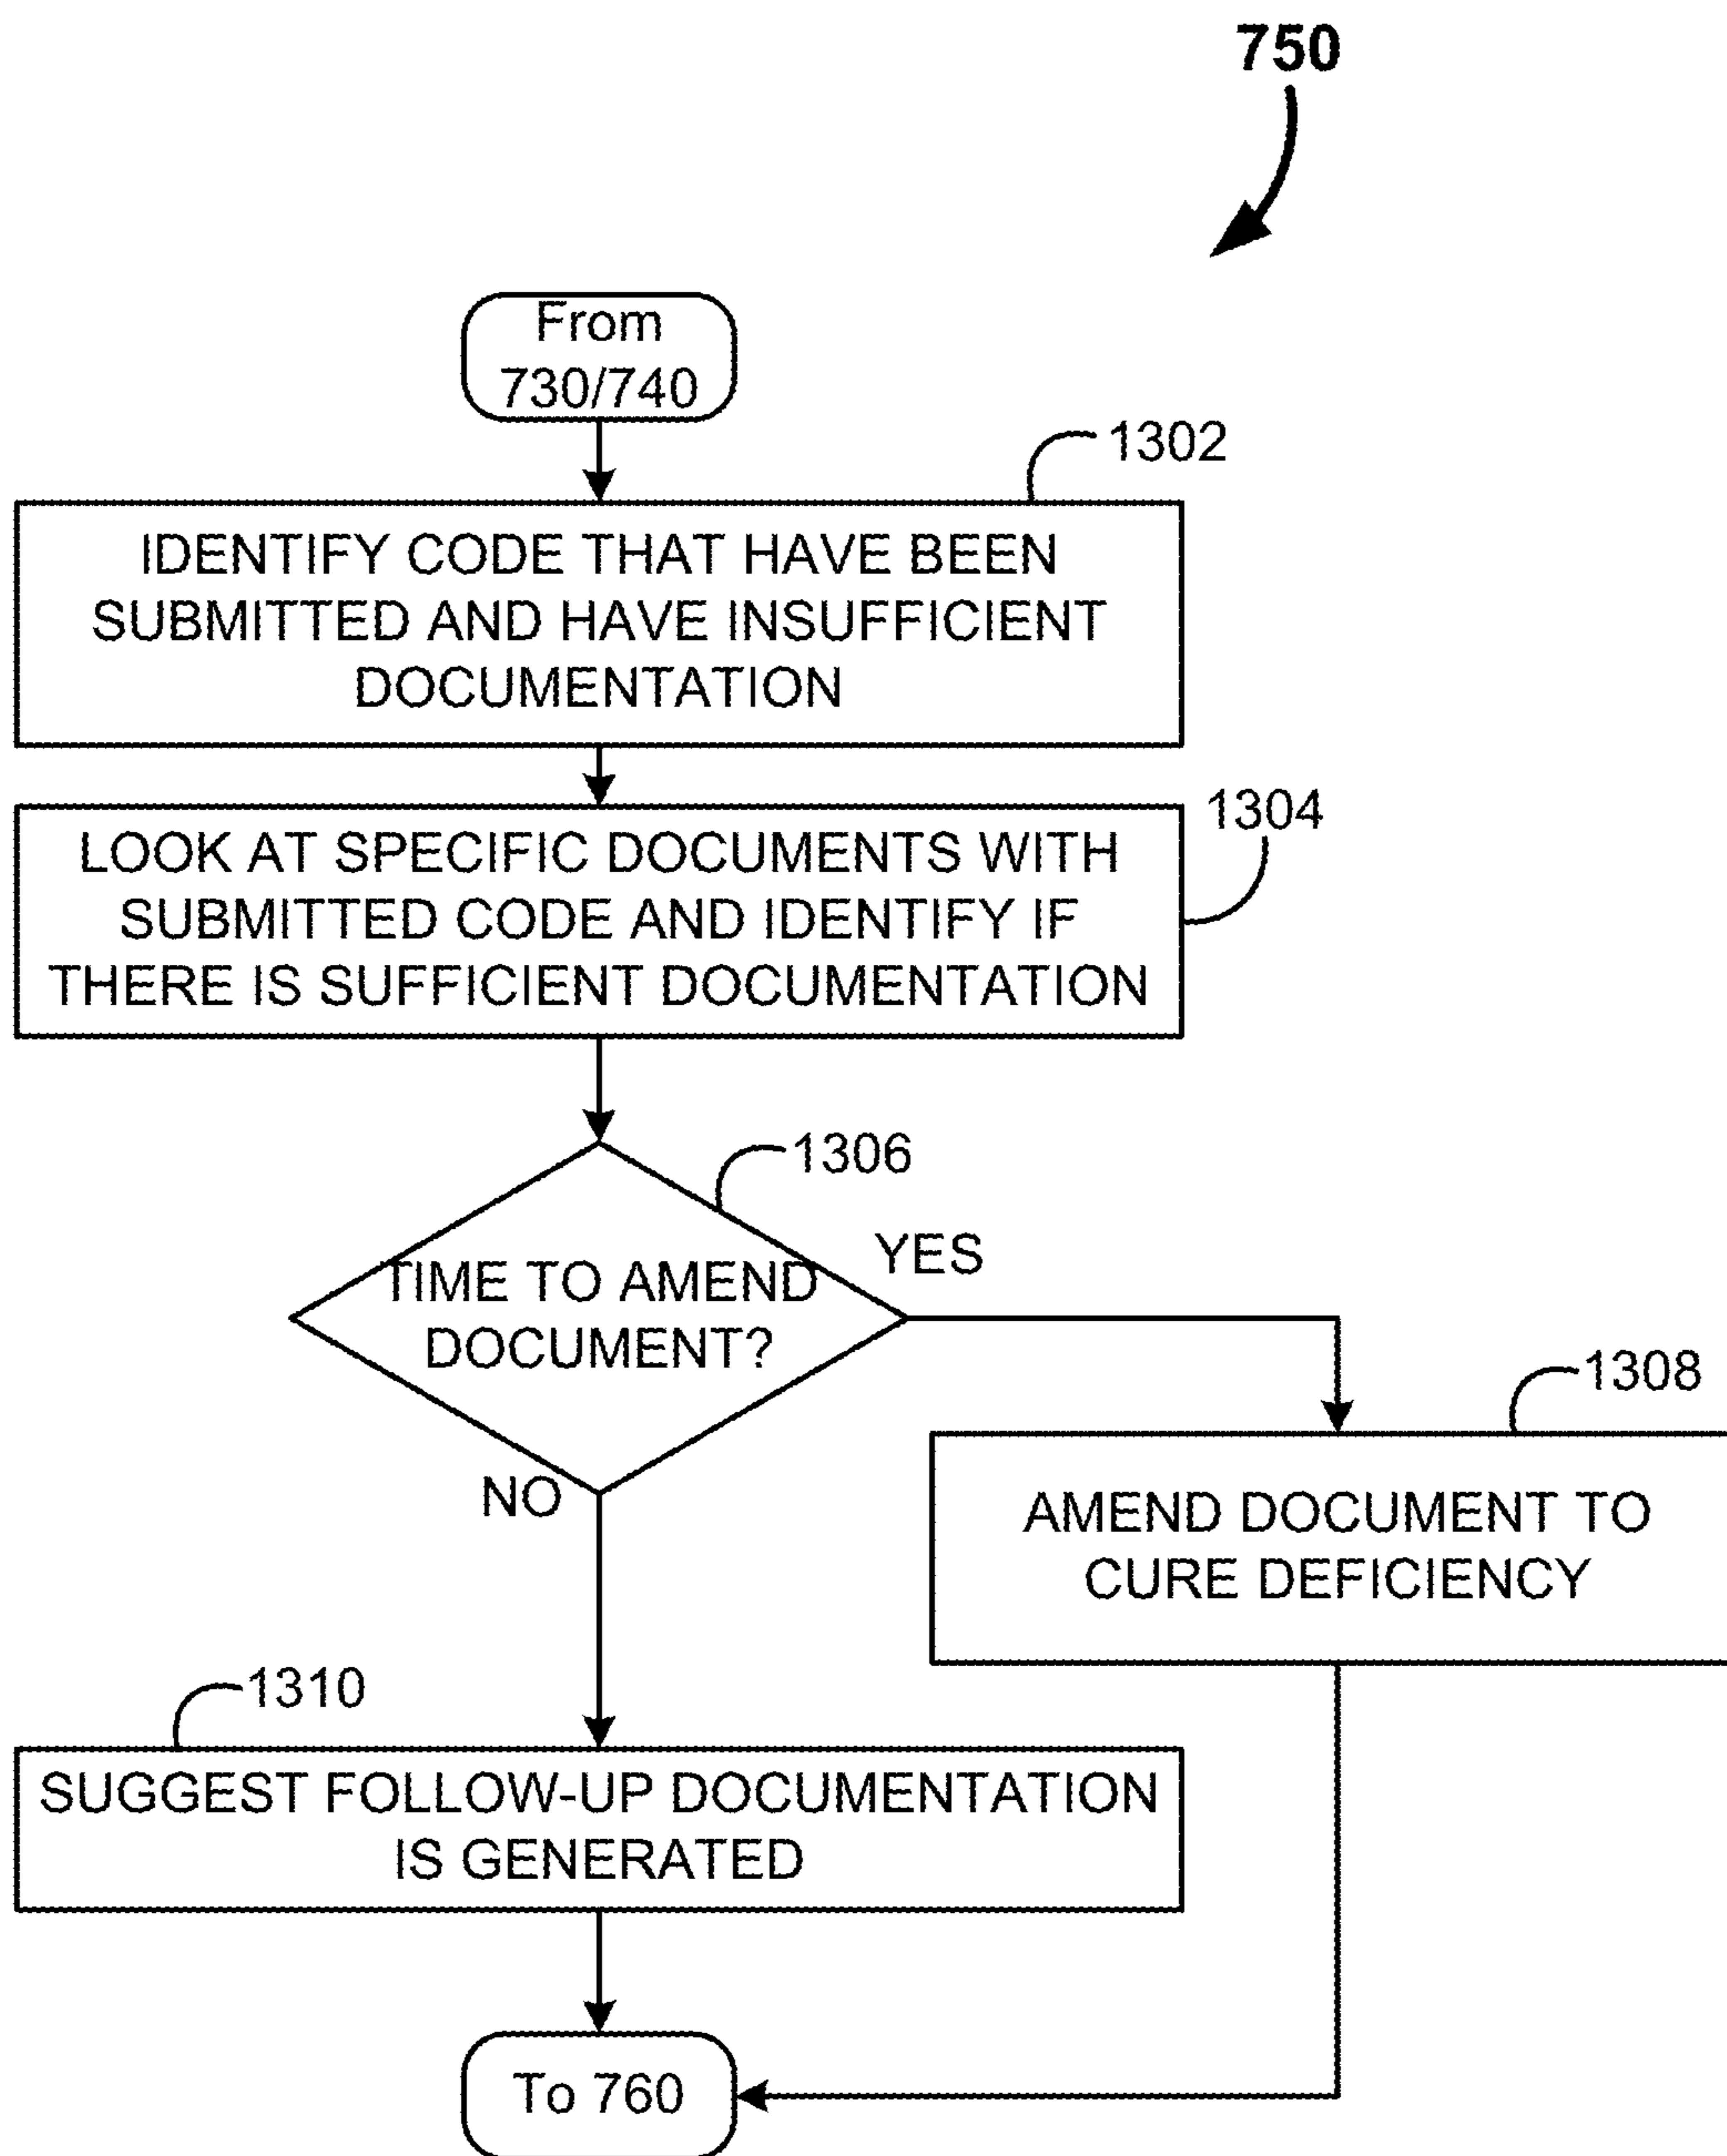 750
From
730/740
1302
IDENTIFY CODE THAT HAVE BEEN
SUBMITTED AND HAVE INSUFFICIENT
DOCUMENTATION
1304
LOOK AT SPECIFIC DOCUMENTS WITH
SUBMITTED CODE AND IDENTIFY IF
THERE IS SUFFICIENT DOCUMENTATION
1306
TIME TO AMEND
DOCUMENT?
YES
NO
1308
AMEND DOCUMENT TO
CURE DEFICIENCY
1310
SUGGEST FOLLOW-UP DOCUMENTATION
IS GENERATED
To 760